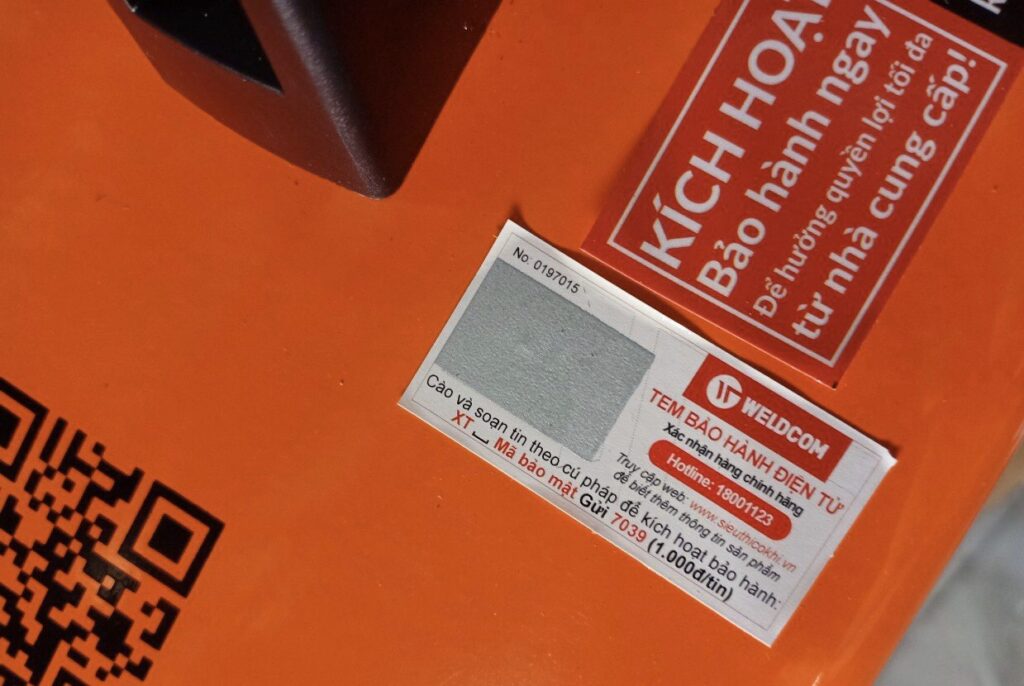 KÍCH HOẠT
Bảo hành ngay
Để hưởng quyền lợi tối đa
từ nhà cung cấp!
No. 0197015
WELDCOM
TEM BẢO HÀNH ĐIỆN TỬ
Xác nhận hàng chính hãng
Hotline: 18001123
Truy cập web: www.sieuthicokhi.vn
để biết thêm thông tin sản phẩm
Cào và soạn tin theo cú pháp để kích hoạt bảo hành:
XT ⎵ Mã bảo mật Gửi 7039 (1.000đ/tin)